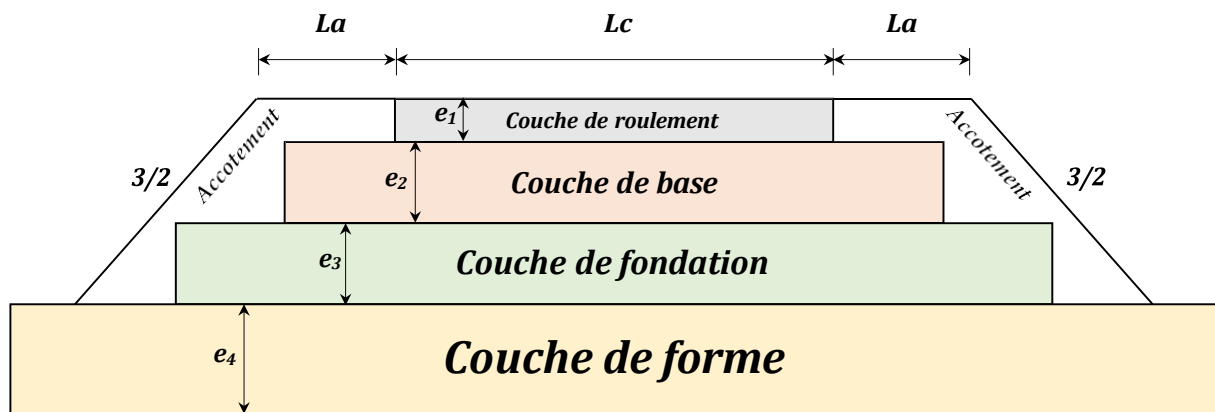 La Lc La
e₁ Couche de roulement
Accotement Accotement
3/2 3/2
e₂ Couche de base
e₃ Couche de fondation
e₄ Couche de forme